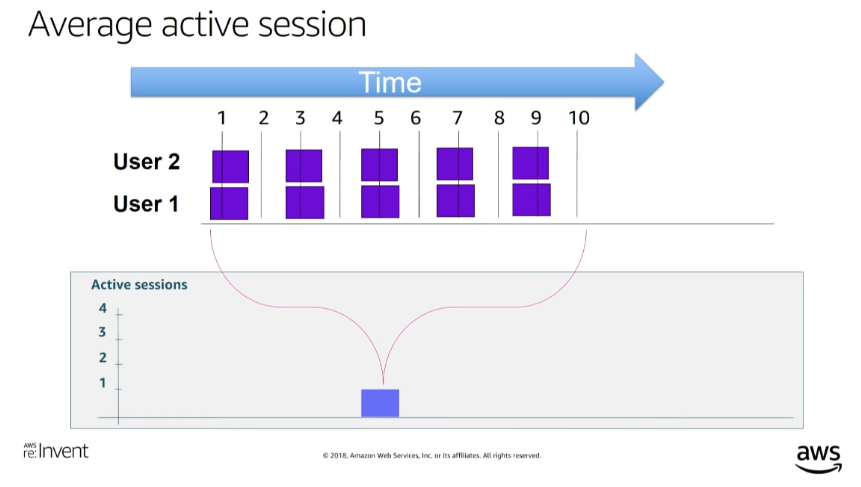 Average active session
Time
1 2 3 4 5 6 7 8 9 10
User 2
User 1
Active sessions
4
3
2
1
AWS
re:Invent
© 2018, Amazon Web Services, Inc. or its affiliates. All rights reserved.
aws